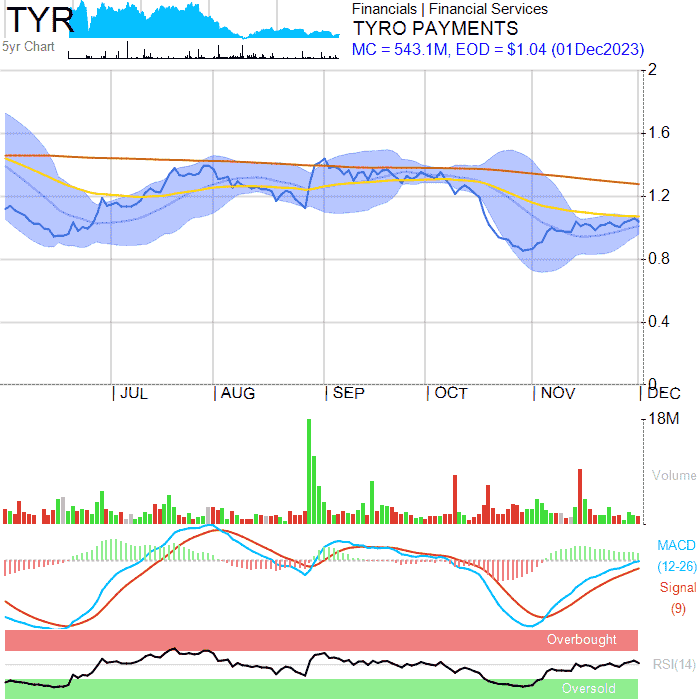 TYR
5yr Chart
Financials | Financial Services
TYRO PAYMENTS
MC = 543.1M, EOD = $1.04 (01Dec2023)
2
1.6
1.2
0.8
0.4
0
JUL AUG SEP OCT NOV DEC
18M
Volume
MACD
(12-26)
Signal
(9)
Overbought
RSI(14)
Oversold